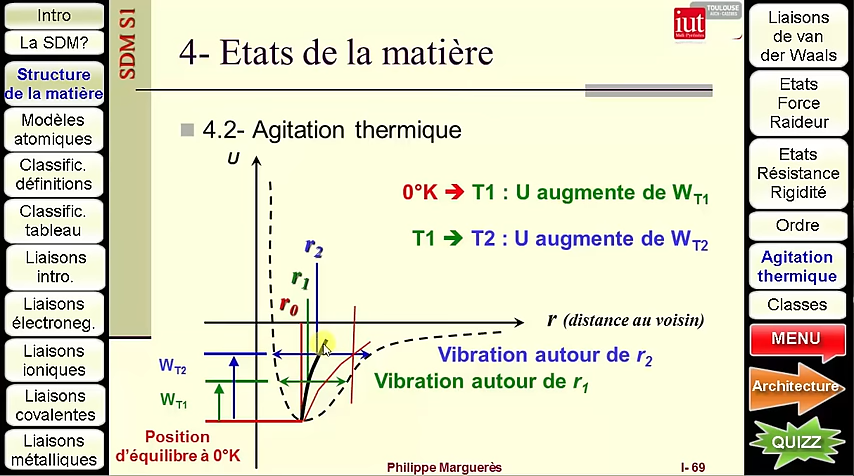 Intro
La SDM?
Structure
de la matière
Modèles
atomiques
Classific.
définitions
Classific.
tableau
Liaisons
intro.
Liaisons
électroneg.
Liaisons
ioniques
Liaisons
covalentes
Liaisons
métalliques
SDM S1
4- Etats de la matière
iut
TOULOUSE
4.2- Agitation thermique
U
0°K ➔ T1 : U augmente de WT1
T1 ➔ T2 : U augmente de WT2
r2
r1
r0
r (distance au voisin)
WT2
WT1
Vibration autour de r2
Vibration autour de r1
Position
d'équilibre à 0°K
Philippe Marguerès
I- 69
Liaisons
de van
der Waals
Etats
Force
Raideur
Etats
Résistance
Rigidité
Ordre
Agitation
thermique
Classes
MENU
Architecture
QUIZZ